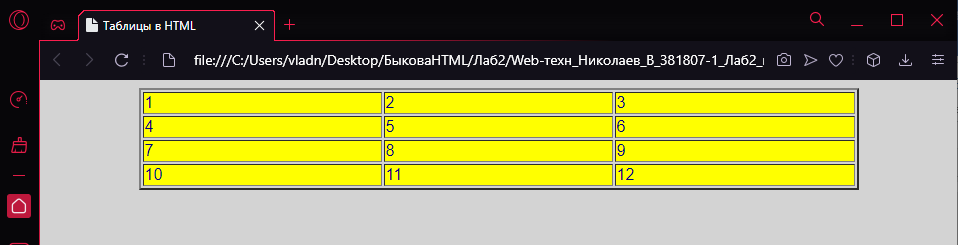 Таблицы в HTML
file:///C:/Users/vladn/Desktop/БыковаHTML/Лаб2/Web-техн_Николаев_В_381807-1_Лаб2_
1 2 3
4 5 6
7 8 9
10 11 12